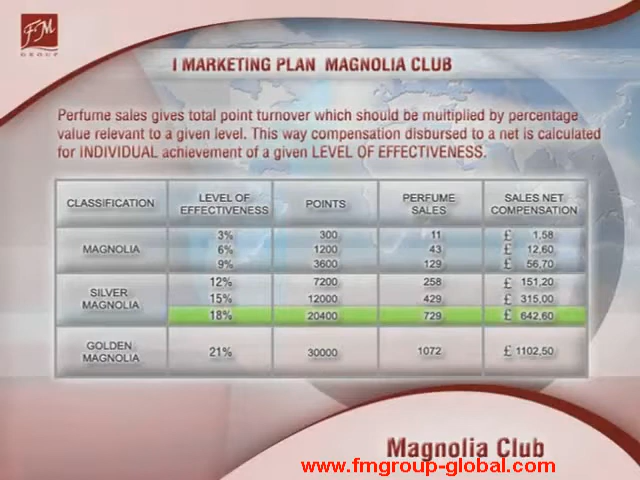 FM
GROUP
I MARKETING PLAN MAGNOLIA CLUB
Perfume sales gives total point turnover which should be multiplied by percentage
value relevant to a given level. This way compensation disbursed to a net is calculated
for INDIVIDUAL achievement of a given LEVEL OF EFFECTIVENESS.
CLASSIFICATION LEVEL OF EFFECTIVENESS POINTS PERFUME SALES SALES NET COMPENSATION
MAGNOLIA
3% 300 11 £ 1,58
6% 1200 43 £ 12,60
9% 3600 129 £ 56,70
SILVER MAGNOLIA
12% 7200 258 £ 151,20
15% 12000 429 £ 315,00
18% 20400 729 £ 642,60
GOLDEN MAGNOLIA
21% 30000 1072 £ 1102,50
Magnolia Club
www.fmgroup-global.com